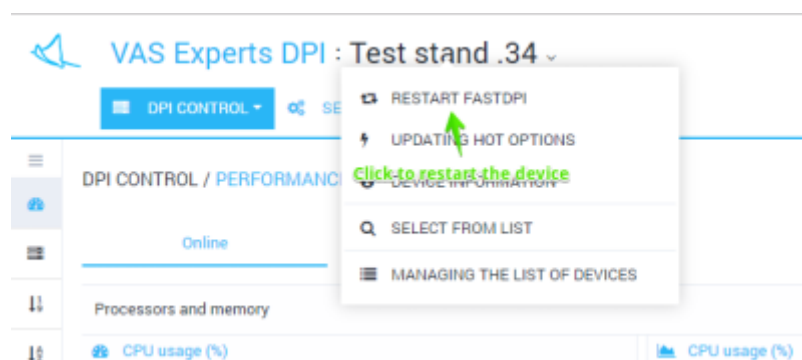 VAS Experts DPI : Test stand .34
DPI CONTROL SE
RESTART FASTDPI
UPDATING HOT OPTIONS
Click to restart the device
DEVICE INFORMATION
SELECT FROM LIST
MANAGING THE LIST OF DEVICES
DPI CONTROL / PERFORMANC
Online
Processors and memory
CPU usage (%)
CPU usage (%)